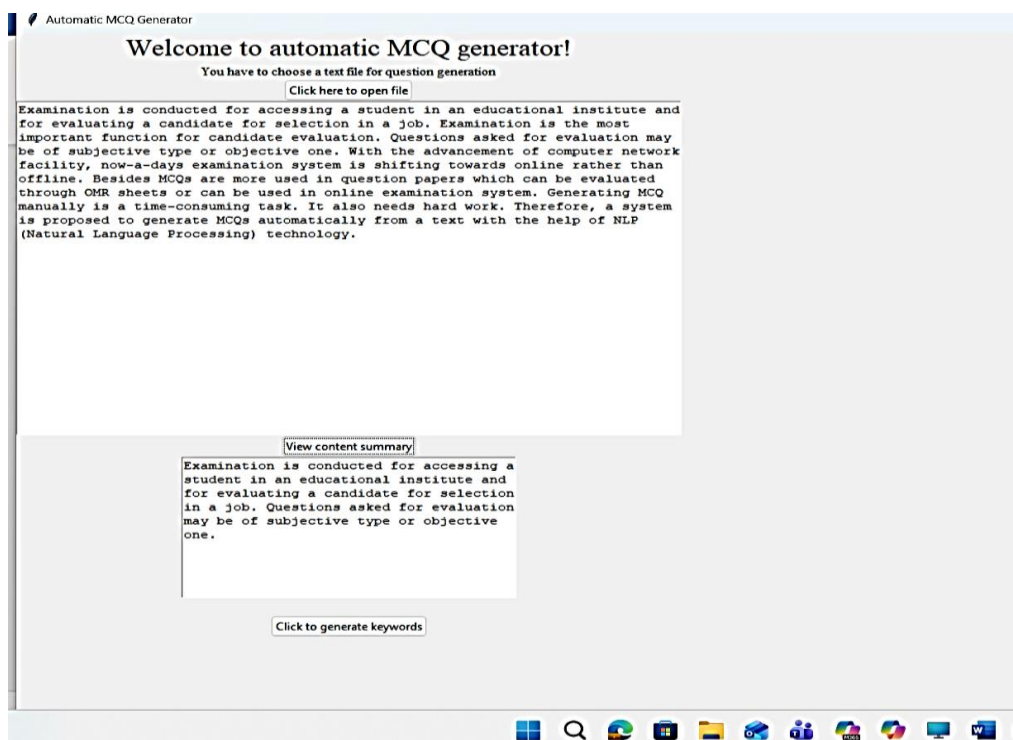 Automatic MCQ Generator
Welcome to automatic MCQ generator!
You have to choose a text file for question generation
Click here to open file
Examination is conducted for accessing a student in an educational institute and
for evaluating a candidate for selection in a job. Examination is the most
important function for candidate evaluation. Questions asked for evaluation may
be of subjective type or objective one. With the advancement of computer network
facility, now-a-days examination system is shifting towards online rather than
offline. Besides MCQs are more used in question papers which can be evaluated
through OMR sheets or can be used in online examination system. Generating MCQ
manually is a time-consuming task. It also needs hard work. Therefore, a system
is proposed to generate MCQs automatically from a text with the help of NLP
(Natural Language Processing) technology.
View content summary
Examination is conducted for accessing a
student in an educational institute and
for evaluating a candidate for selection
in a job. Questions asked for evaluation
may be of subjective type or objective
one.
Click to generate keywords